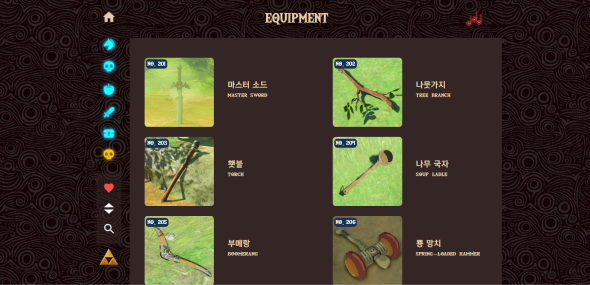 EQUIPMENT
NO. 201
마스터 소드
MASTER SWORD
NO. 202
나뭇가지
TREE BRANCH
NO. 203
횃불
TORCH
NO. 204
나무 국자
SOUP LADLE
NO. 205
부메랑
BOOMERANG
NO. 206
뿅 망치
SPRING-LOADED HAMMER